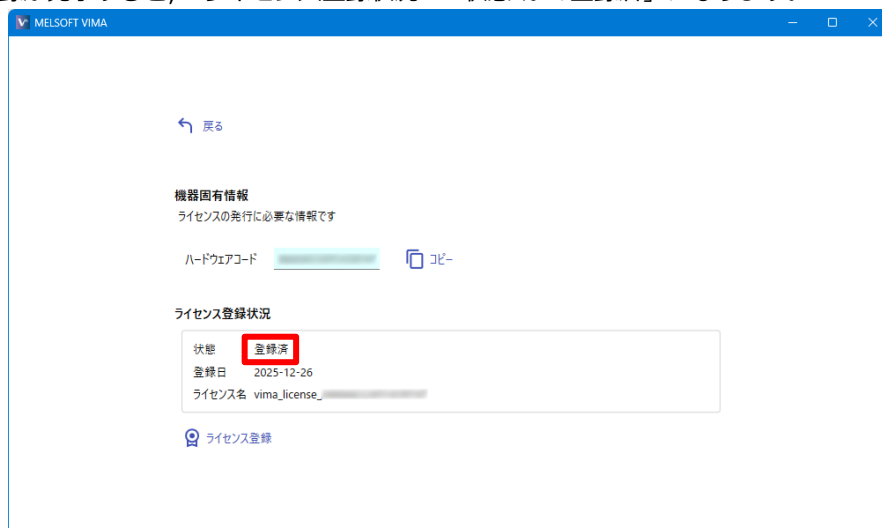 MELSOFT VIMA
戻る
機器固有情報
ライセンスの発行に必要な情報です
ハードウェアコード
コピー
ライセンス登録状況
状態 登録済
登録日 2025-12-26
ライセンス名 vima_license_
ライセンス登録